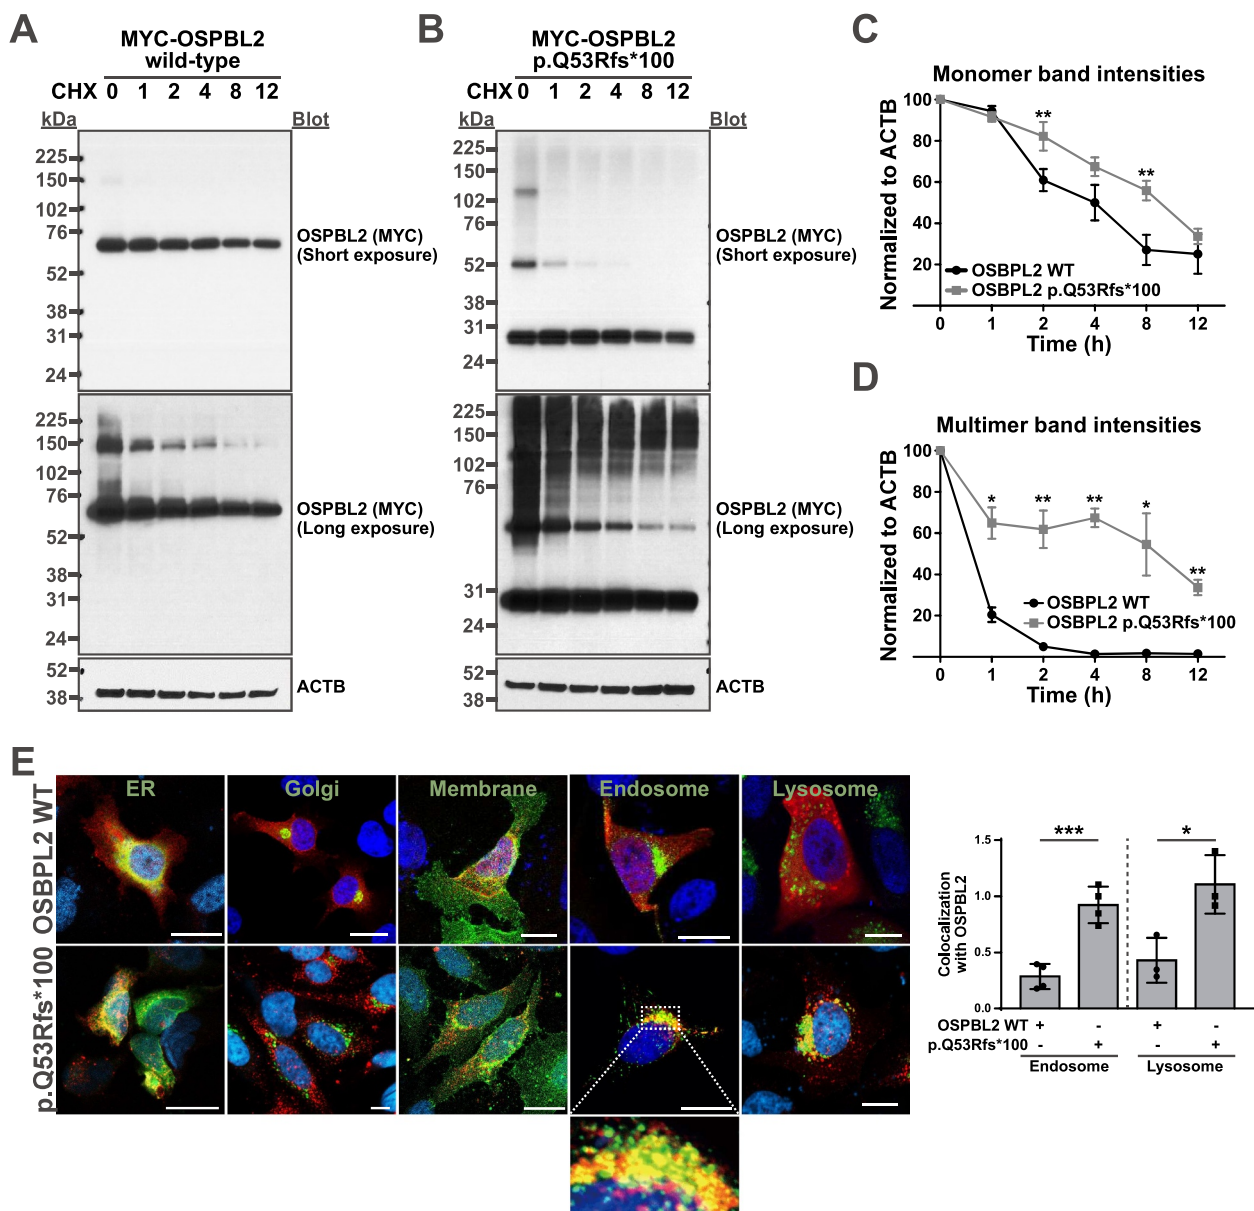 A
MYC-OSPBL2
wild-type
CHX 0 1 2 4 8 12
kDa
Blot
225
150
102
76
52
38
31
24
OSPBL2 (MYC)
(Short exposure)
225
150
102
76
52
38
31
24
OSPBL2 (MYC)
(Long exposure)
52
38
ACTB
B
MYC-OSPBL2
p.Q53Rfs*100
CHX 0 1 2 4 8 12
kDa
Blot
225
150
102
76
52
38
31
24
OSPBL2 (MYC)
(Short exposure)
225
150
102
76
31
24
OSPBL2 (MYC)
(Long exposure)
52
38
ACTB
C
Monomer band intensities
Normalized to ACTB
100
80
60
40
20
**
**
OSBPL2 WT
OSBPL2 p.Q53Rfs*100
0 1 2 4 8 12
Time (h)
D
Multimer band intensities
Normalized to ACTB
100
80
60
40
20
* ** ** * **
OSBPL2 WT
OSBPL2 p.Q53Rfs*100
0 1 2 4 8 12
Time (h)
E
ER Golgi Membrane Endosome Lysosome
OSBPL2 WT
p.Q53Rfs*100
Colocalization
with OSPBL2
1.5
1.0
0.5
0.0
*** *
OSPBL2 WT + - + -
p.Q53Rfs*100 - + - +
Endosome Lysosome